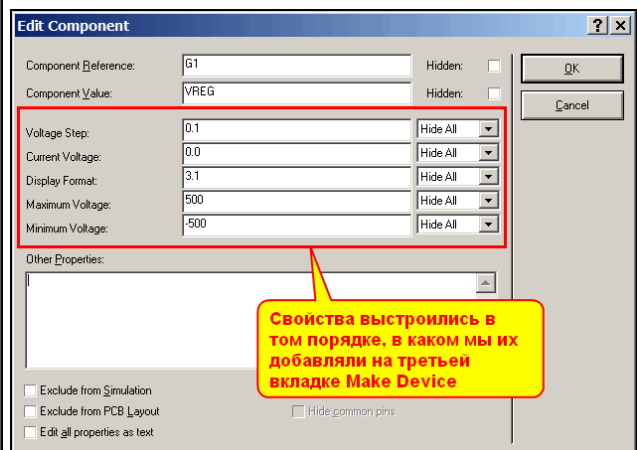 Edit Component
Component Reference: G1 Hidden:
Component Value: VREG Hidden:
OK
Cancel
Voltage Step: 0.1 Hide All
Current Voltage: 0.0 Hide All
Display Format: 3.1 Hide All
Maximum Voltage: 500 Hide All
Minimum Voltage: -500 Hide All
Other Properties:
Свойства выстроились в
том порядке, в каком мы их
добавляли на третьей
вкладке Make Device
Exclude from Simulation
Exclude from PCB Layout Hide common pins
Edit all properties as text